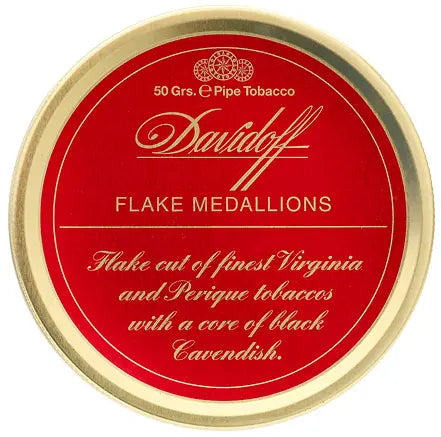 50 Grs. ℮ Pipe Tobacco
Davidoff
FLAKE MEDALLIONS
Flake cut of finest Virginia
and Perique tobaccos
with a core of black
Cavendish.